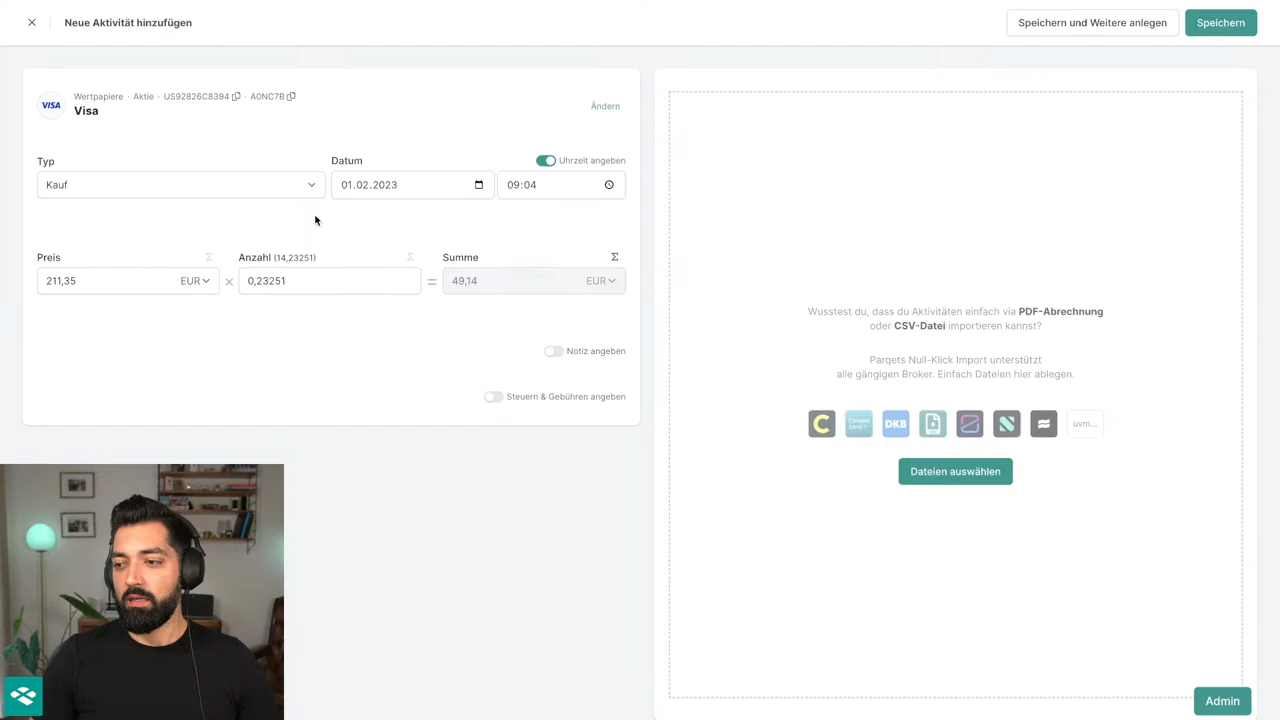 Neue Aktivität hinzufügen
Speichern und Weitere anlegen
Speichern
VISA
Wertpapiere · Aktie · US92826C8394 · A0NC7B
Visa
Ändern
Typ
Datum
Uhrzeit angeben
Kauf
01.02.2023
09:04
Preis
Σ
Anzahl (14,23251)
Σ
Summe
Σ
211,35
EUR
×
0,23251
=
49,14
EUR
Notiz angeben
Steuern & Gebühren angeben
Wusstest du, dass du Aktivitäten einfach via PDF-Abrechnung
oder CSV-Datei importieren kannst?
Parqets Null-Klick Import unterstützt
alle gängigen Broker. Einfach Dateien hier ablegen.
C
DKB
uvm...
Dateien auswählen
Admin